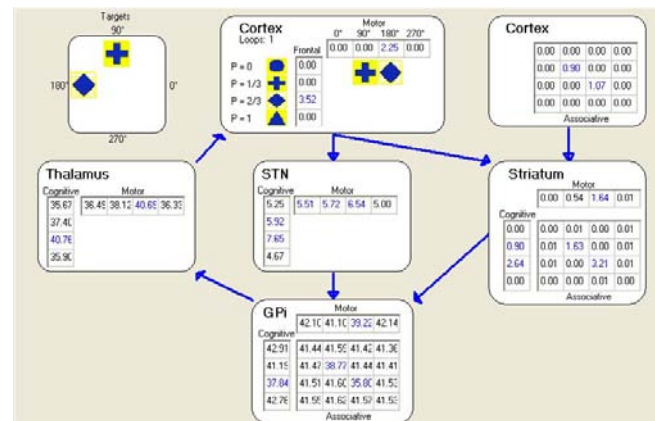 Targets
90°
180°
0°
270°
Cortex
Loops: 1
Motor
0° 90° 180° 270°
Frontal
0.00 0.00 2.25 0.00
P = 0
0.00
P = 1/3
0.00
P = 2/3
3.52
P = 1
0.00
Cortex
0.00 0.00 0.00 0.00
0.00 0.90 0.00 0.00
0.00 0.00 1.07 0.00
0.00 0.00 0.00 0.00
Associative
Thalamus
Cognitive Motor
35.67 36.45 38.12 40.65 36.33
37.40
40.76
35.90
STN
Cognitive Motor
5.25 5.51 5.72 6.54 5.00
5.92
7.65
4.67
Striatum
Motor
0.00 0.54 1.64 0.01
Cognitive
0.00 0.00 0.01 0.00 0.01
0.90 0.01 1.63 0.00 0.01
2.64 0.01 0.00 3.21 0.01
0.00 0.00 0.01 0.00 0.01
Associative
GPi
Motor
42.10 41.10 39.22 42.14
Cognitive
42.91 41.44 41.59 41.42 41.36
41.19 41.47 38.77 41.44 41.41
37.84 41.51 41.60 35.80 41.53
42.76 41.55 41.62 41.57 41.53
Associative